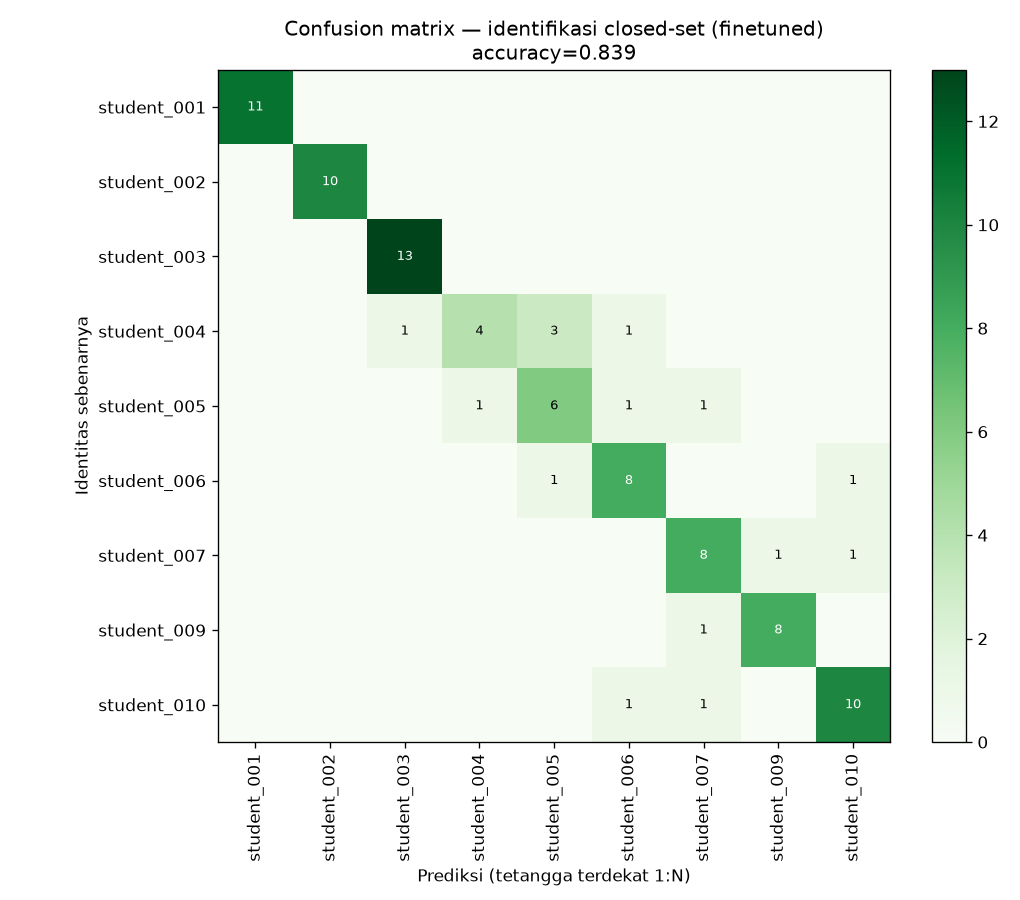 Confusion matrix — identifikasi closed-set (finetuned)
accuracy=0.839
Identitas sebenarnya
student_001
11
student_002
10
student_003
13
student_004
1 4 3 1
student_005
1 6 1 1
student_006
1 8 1
student_007
8 1 1
student_009
1 8
student_010
1 1 10
student_001
student_002
student_003
student_004
student_005
student_006
student_007
student_009
student_010
Prediksi (tetangga terdekat 1:N)
12
10
8
6
4
2
0